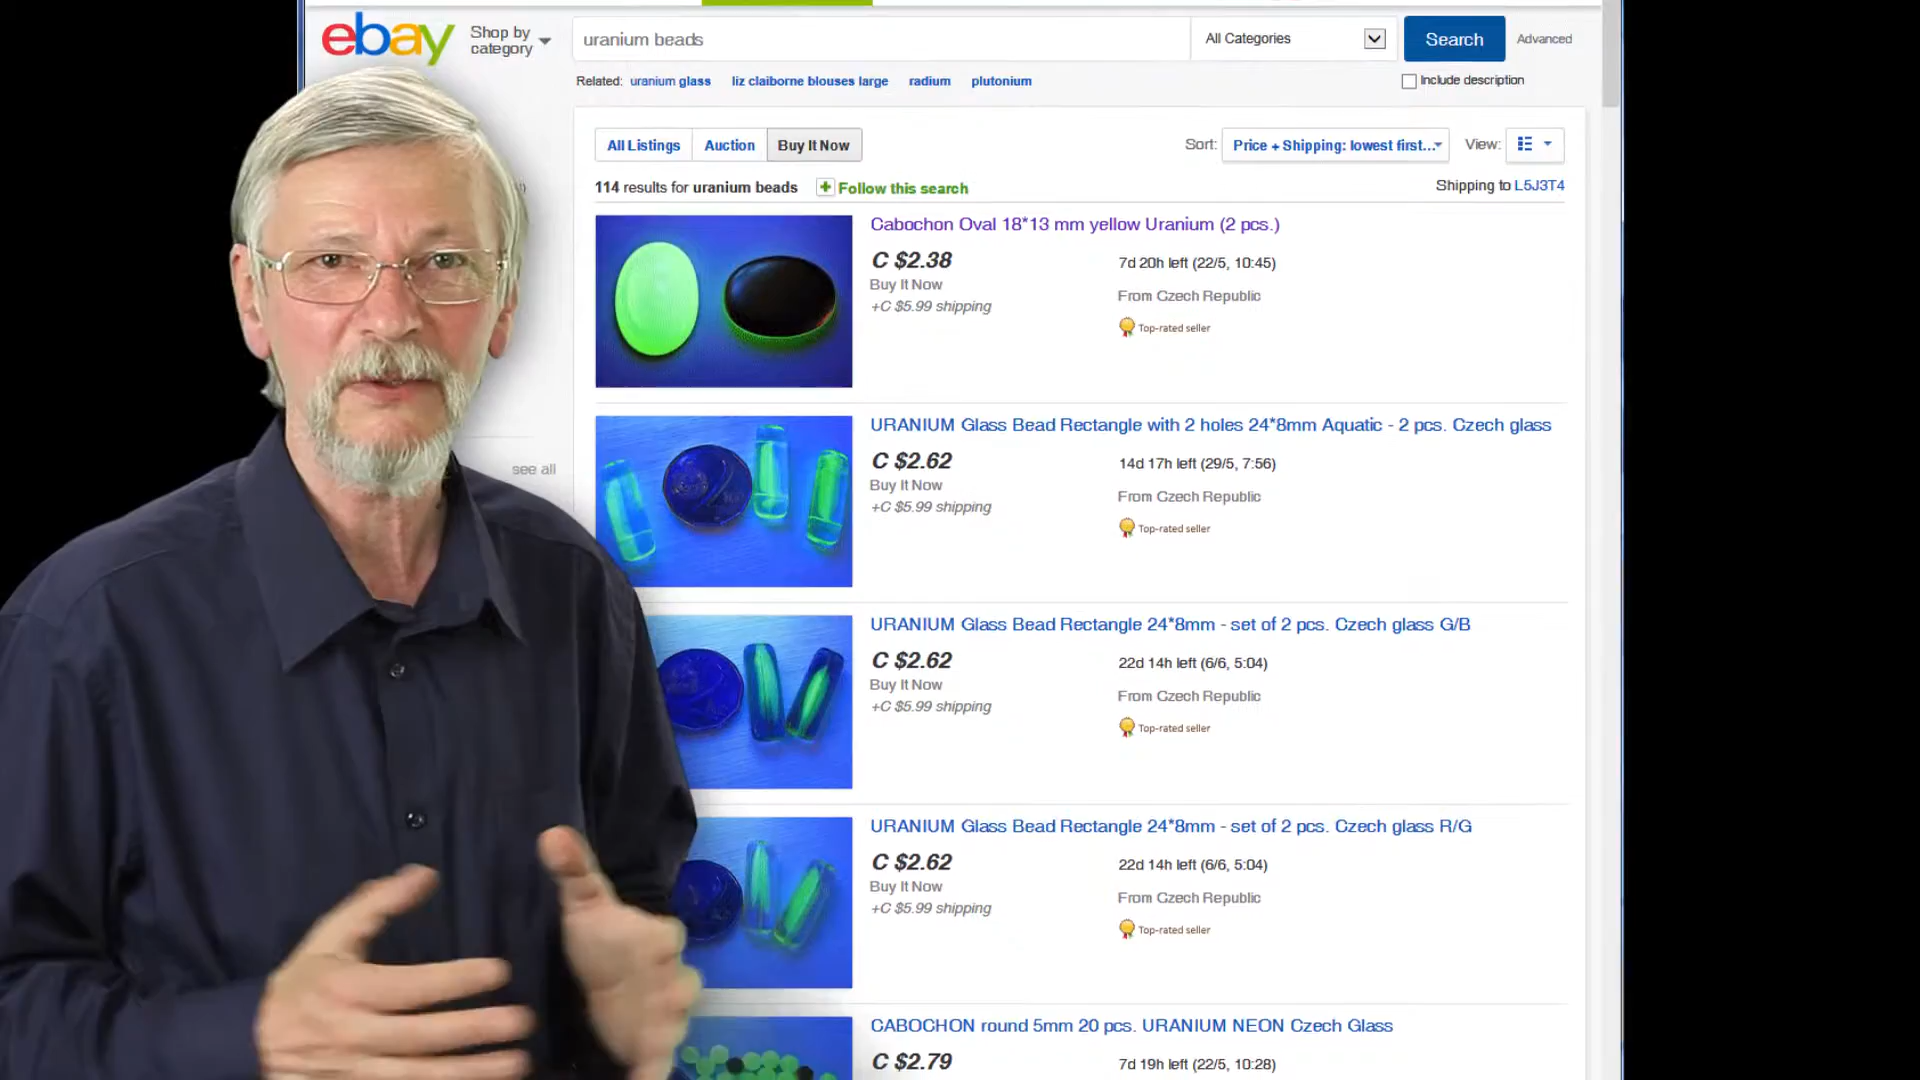 ebay
Shop by category
uranium beads
All Categories
Search
Advanced
Related: uranium glass liz claiborne blouses large radium plutonium
Include description
All Listings Auction Buy It Now
Sort: Price + Shipping: lowest first...
View:
114 results for uranium beads
Follow this search
Shipping to L5J3T4
see all
Cabochon Oval 18*13 mm yellow Uranium (2 pcs.)
C $2.38
7d 20h left (22/5, 10:45)
Buy It Now
From Czech Republic
+C $5.99 shipping
Top-rated seller
URANIUM Glass Bead Rectangle with 2 holes 24*8mm Aquatic - 2 pcs. Czech glass
C $2.62
14d 17h left (29/5, 7:56)
Buy It Now
From Czech Republic
+C $5.99 shipping
Top-rated seller
URANIUM Glass Bead Rectangle 24*8mm - set of 2 pcs. Czech glass G/B
C $2.62
22d 14h left (6/6, 5:04)
Buy It Now
From Czech Republic
+C $5.99 shipping
Top-rated seller
URANIUM Glass Bead Rectangle 24*8mm - set of 2 pcs. Czech glass R/G
C $2.62
22d 14h left (6/6, 5:04)
Buy It Now
From Czech Republic
+C $5.99 shipping
Top-rated seller
CABOCHON round 5mm 20 pcs. URANIUM NEON Czech Glass
C $2.79
7d 19h left (22/5, 10:28)